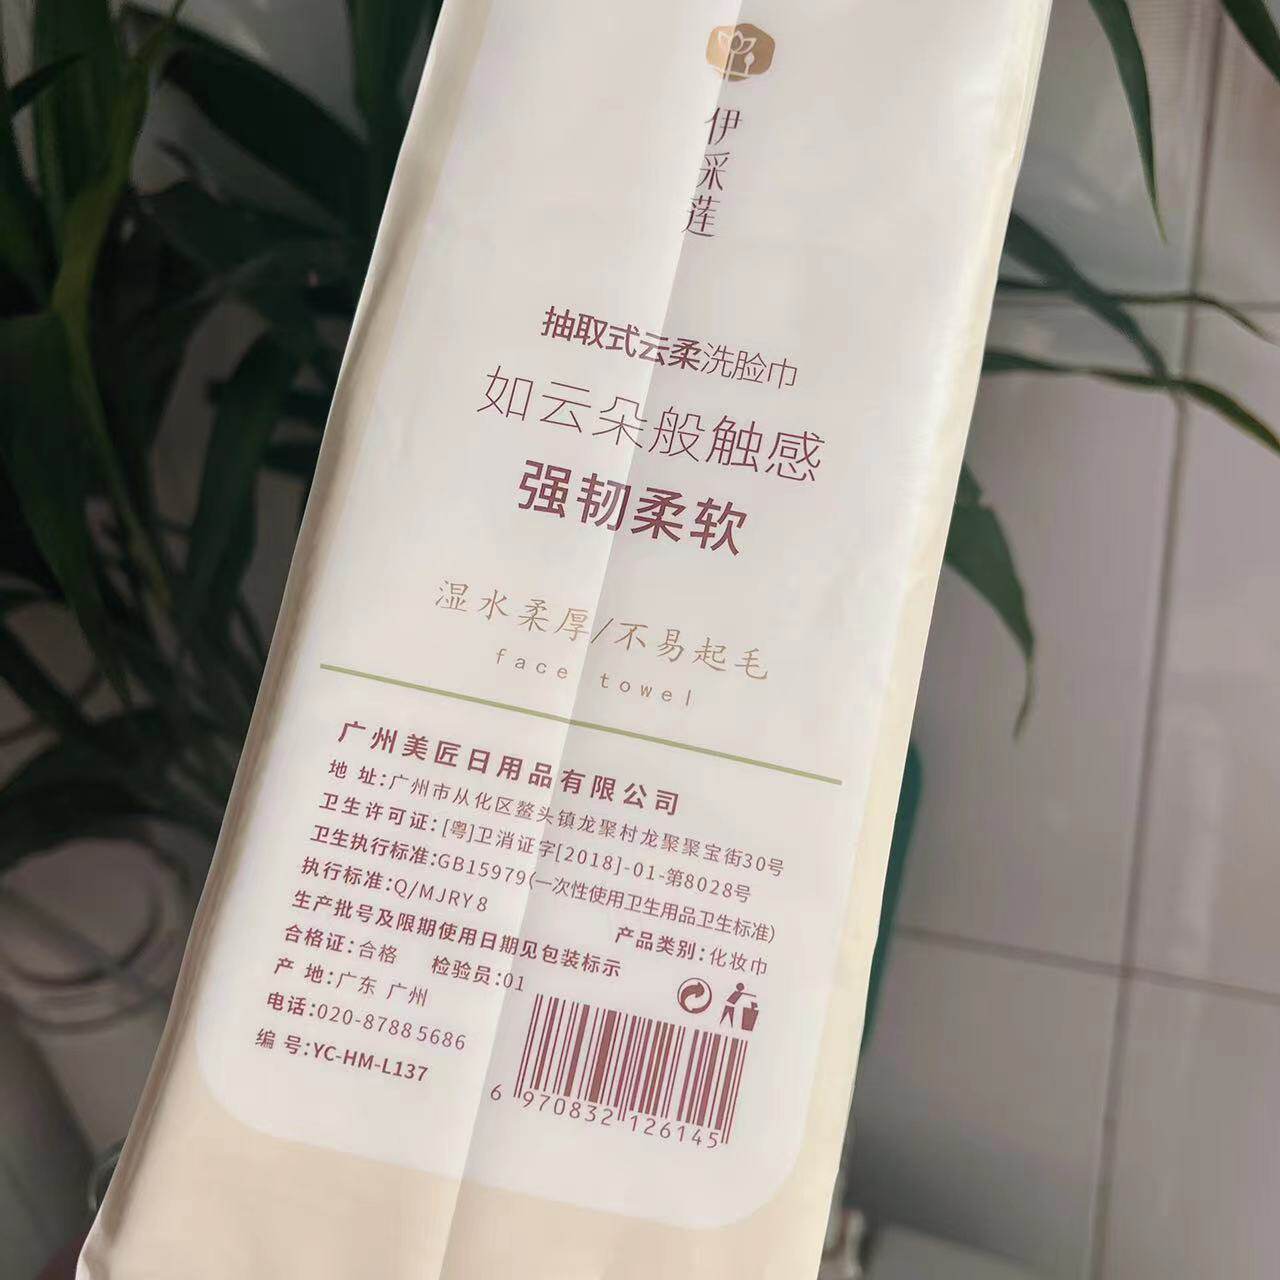 伊采莲
抽取式云柔洗脸巾
如云朵般触感
强韧柔软
湿水柔厚/不易起毛
face towel
广州美匠日用品有限公司
地 址:广州市从化区鳌头镇龙聚村龙聚聚宝街30号
卫生许可证:[粤]卫消证字[2018]-01-第8028号
卫生执行标准:GB15979(一次性使用卫生用品卫生标准)
执行标准:Q/MJRY 8
产品类别:化妆巾
生产批号及限期使用日期见包装标示
合格证:合格 检验员:01
产 地:广东 广州
电话:020-87885686
编 号:YC-HM-L137
6 970832 126145